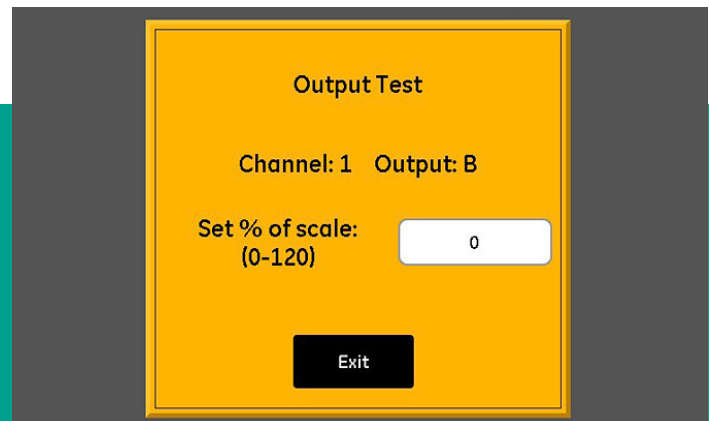 Output Test
Channel: 1 Output: B
Set % of scale:
(0-120)
0
Exit